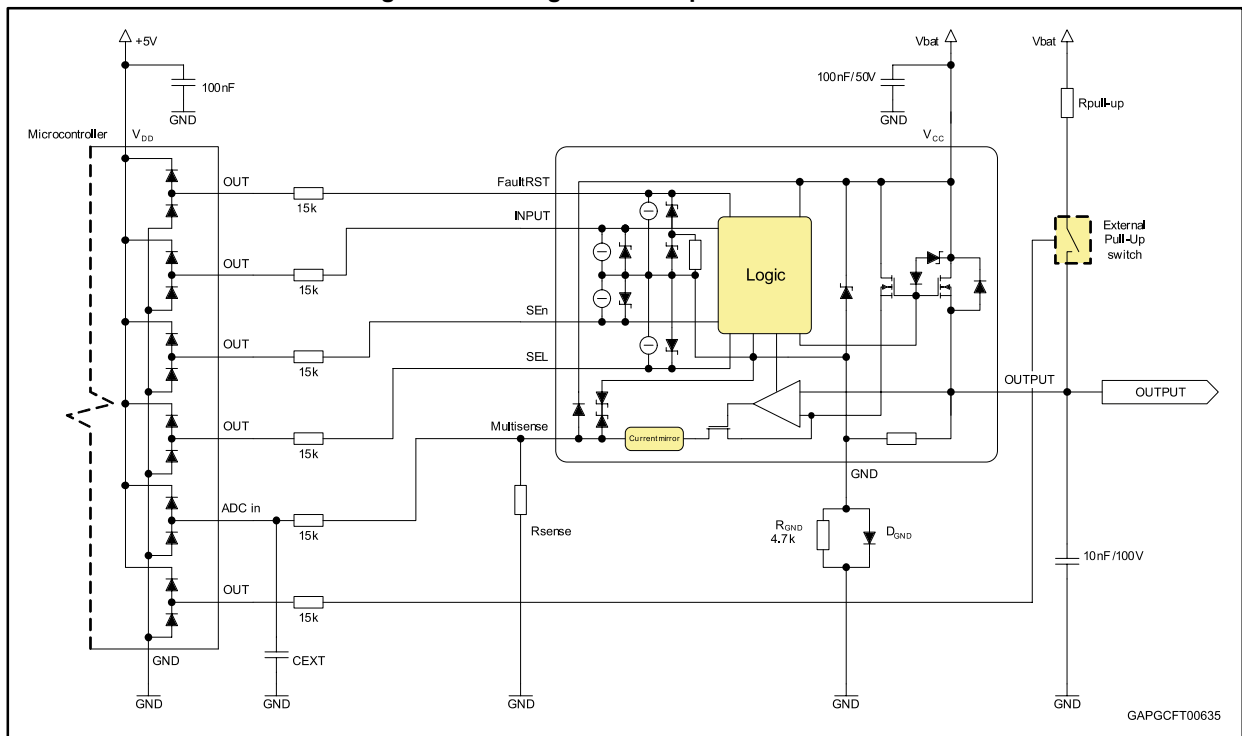 +5V
Vbat
Vbat
100nF
100nF/50V
GND
GND
Rpull-up
Microcontroller
VDD
VCC
OUT
15k
FaultRST
INPUT
OUT
15k
Logic
External
Pull-Up
switch
SEn
OUT
15k
SEL
OUTPUT
OUTPUT
OUT
15k
Multisense
Current mirror
GND
ADC in
15k
Rsense
RGND
4.7k
DGND
10nF/100V
OUT
15k
GND
CEXT
GND
GND
GND
GND
GND
GAPGCFT00635